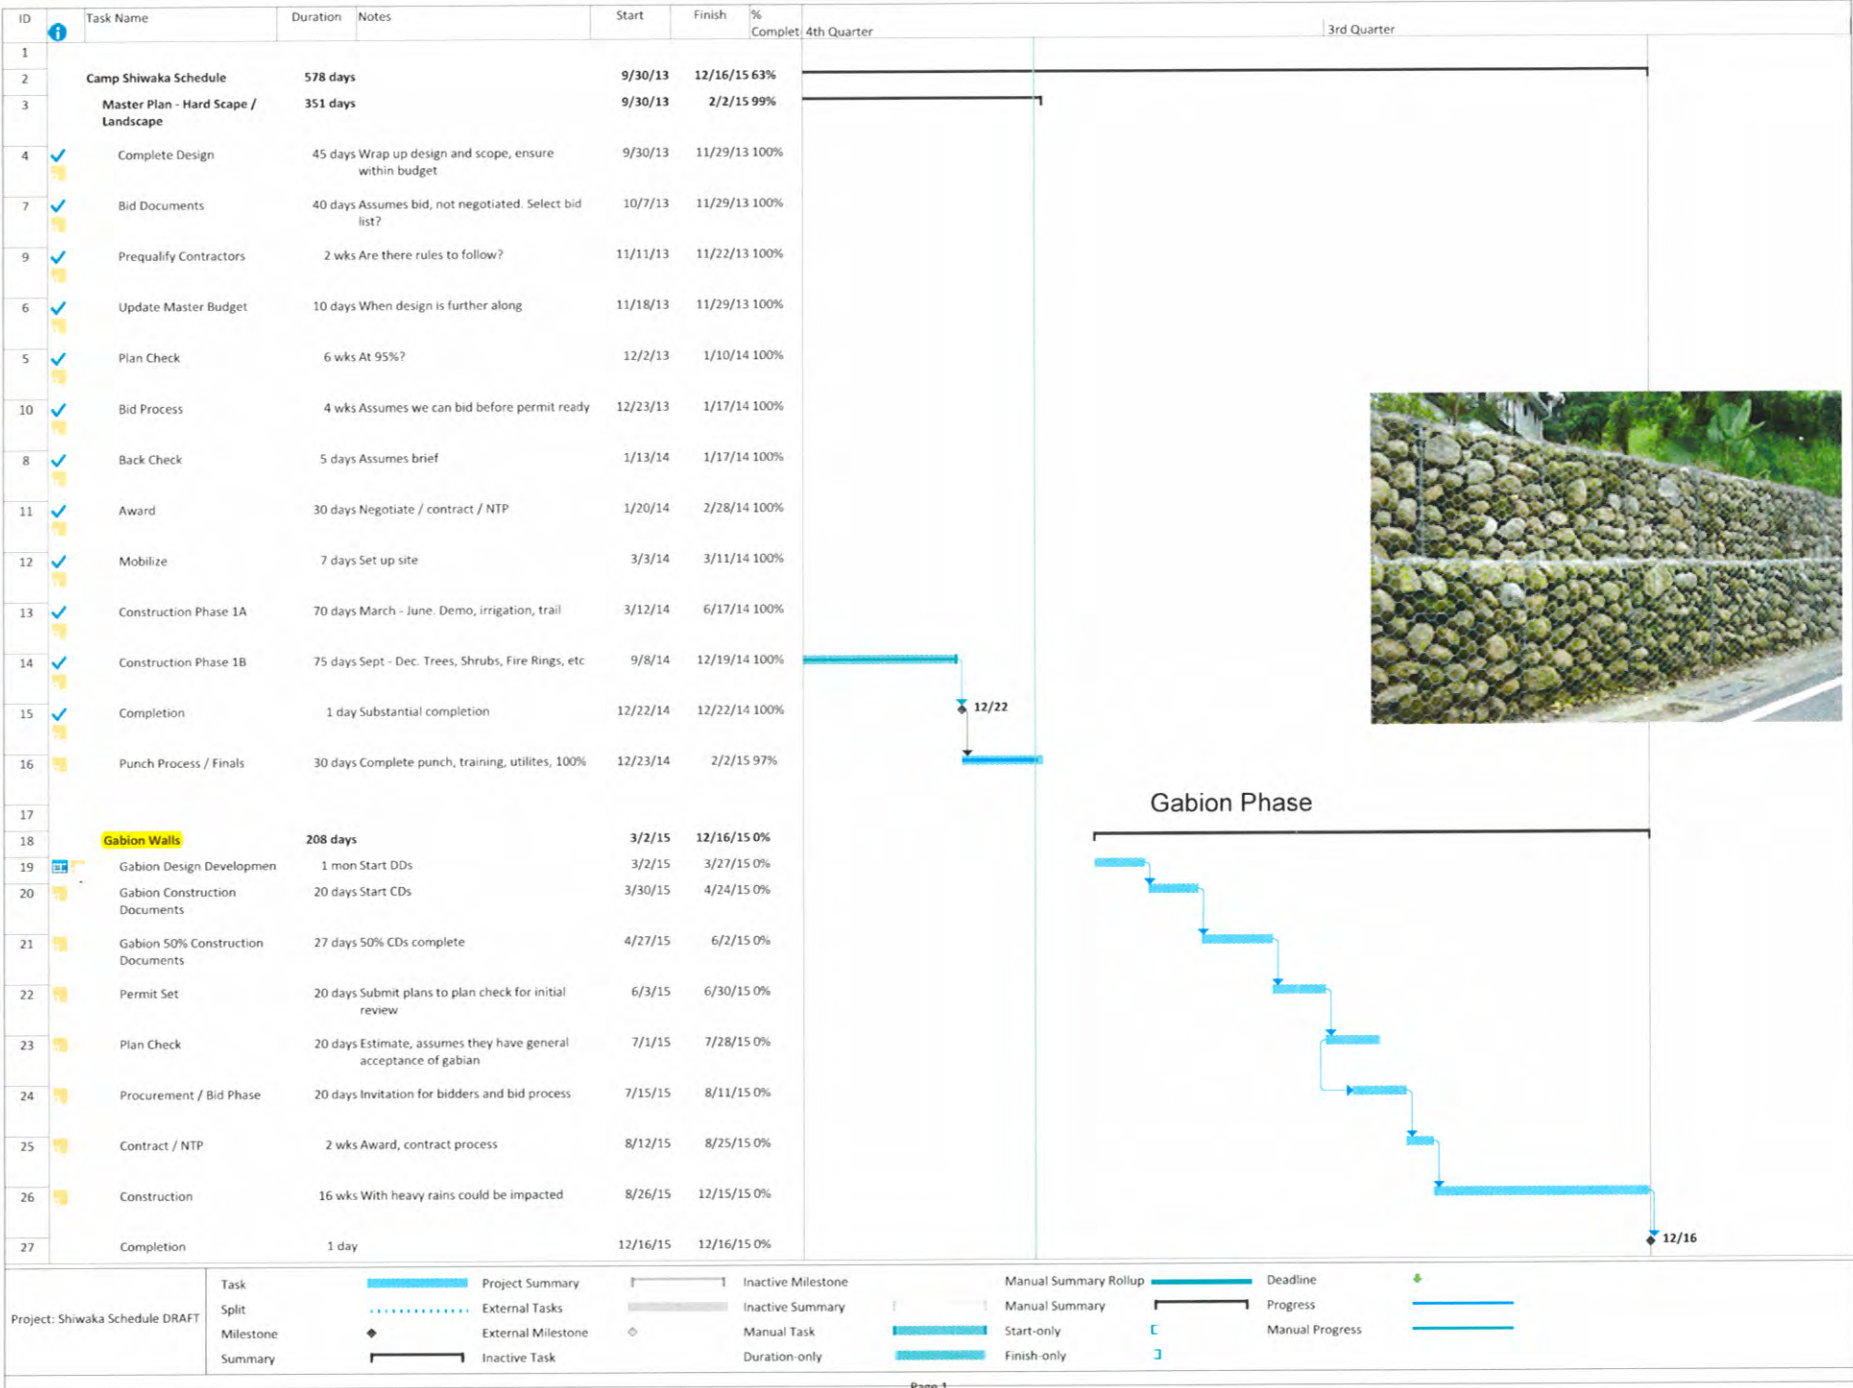 ID Task Name Duration Notes Start Finish % Complet 4th Quarter 3rd Quarter
1
2 Camp Shiwaka Schedule 578 days 9/30/13 12/16/15 63%
3 Master Plan - Hard Scape / 351 days 9/30/13 2/2/15 99%
Landscape
4 Complete Design 45 days Wrap up design and scope, ensure 9/30/13 11/29/13 100%
within budget
7 Bid Documents 40 days Assumes bid, not negotiated. Select bid 10/7/13 11/29/13 100%
list?
9 Prequalify Contractors 2 wks Are there rules to follow? 11/11/13 11/22/13 100%
6 Update Master Budget 10 days When design is further along 11/18/13 11/29/13 100%
5 Plan Check 6 wks At 95%? 12/2/13 1/10/14 100%
10 Bid Process 4 wks Assumes we can bid before permit ready 12/23/13 1/17/14 100%
8 Back Check 5 days Assumes brief 1/13/14 1/17/14 100%
11 Award 30 days Negotiate / contract / NTP 1/20/14 2/28/14 100%
12 Mobilize 7 days Set up site 3/3/14 3/11/14 100%
13 Construction Phase 1A 70 days March - June. Demo, irrigation, trail 3/12/14 6/17/14 100%
14 Construction Phase 1B 75 days Sept - Dec. Trees, Shrubs, Fire Rings, etc 9/8/14 12/19/14 100%
15 Completion 1 day Substantial completion 12/22/14 12/22/14 100% 12/22
16 Punch Process / Finals 30 days Complete punch, training, utilites, 100% 12/23/14 2/2/15 97%
Gabion Phase
17
18 Gabion Walls 208 days 3/2/15 12/16/15 0%
19 Gabion Design Developmen 1 mon Start DDs 3/2/15 3/27/15 0%
20 Gabion Construction 20 days Start CDs 3/30/15 4/24/15 0%
Documents
21 Gabion 50% Construction 27 days 50% CDs complete 4/27/15 6/2/15 0%
Documents
22 Permit Set 20 days Submit plans to plan check for initial 6/3/15 6/30/15 0%
review
23 Plan Check 20 days Estimate, assumes they have general 7/1/15 7/28/15 0%
acceptance of gabian
24 Procurement / Bid Phase 20 days Invitation for bidders and bid process 7/15/15 8/11/15 0%
25 Contract / NTP 2 wks Award, contract process 8/12/15 8/25/15 0%
26 Construction 16 wks With heavy rains could be impacted 8/26/15 12/15/15 0%
27 Completion 1 day 12/16/15 12/16/15 0% 12/16
Project: Shiwaka Schedule DRAFT
Task Project Summary Inactive Milestone Manual Summary Rollup Deadline
Split External Tasks Inactive Summary Manual Summary Progress
Milestone External Milestone Manual Task Start-only Manual Progress
Summary Inactive Task Duration-only Finish-only
Page 1